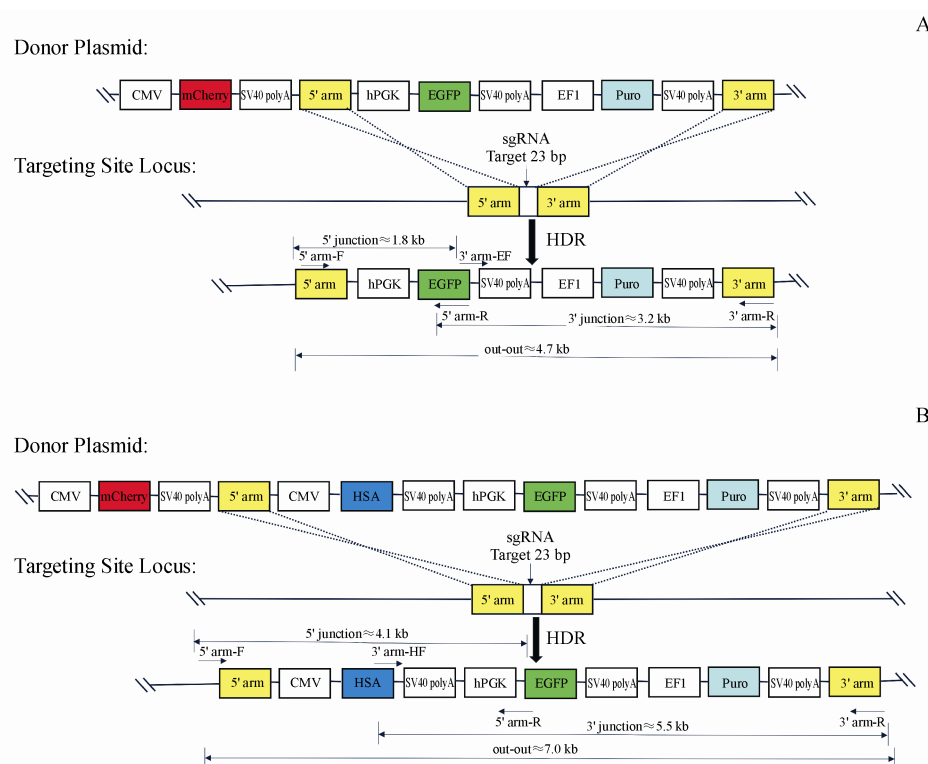 A
Donor Plasmid:
CMV mCherry SV40 polyA 5' arm hPGK EGFP SV40 polyA EF1 Puro SV40 polyA 3' arm
sgRNA
Target 23 bp
Targeting Site Locus:
5' arm 3' arm
HDR
5' junction≈1.8 kb
5' arm-F 3' arm-EF
5' arm hPGK EGFP SV40 polyA EF1 Puro SV40 polyA 3' arm
5' arm-R 3' junction≈3.2 kb 3' arm-R
out-out≈4.7 kb
B
Donor Plasmid:
CMV mCherry SV40 polyA 5' arm CMV HSA SV40 polyA hPGK EGFP SV40 polyA EF1 Puro SV40 polyA 3' arm
sgRNA
Target 23 bp
Targeting Site Locus:
5' arm 3' arm
5' junction≈4.1 kb HDR
5' arm-F 3' arm-HF
5' arm CMV HSA SV40 polyA hPGK EGFP SV40 polyA EF1 Puro SV40 polyA 3' arm
5' arm-R 3' junction≈5.5 kb 3' arm-R
out-out≈7.0 kb